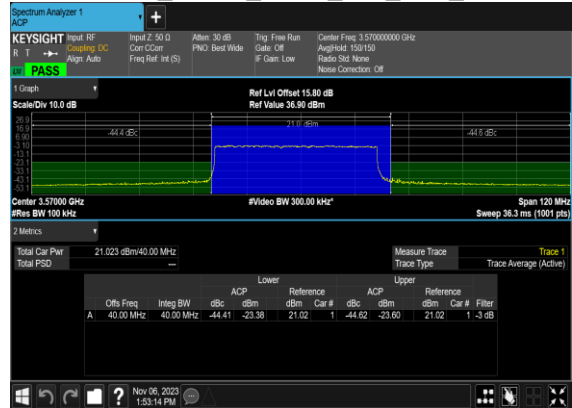 Spectrum Analyzer 1
ACP
KEYSIGHT Input: RF Input Z: 50 Ω Atten: 30 dB Trig: Free Run Center Freq: 3.570000000 GHz
R T Coupling: DC Corr CCorr PNO: Best Wide Gate: Off Avg|Hold: 150/150
Align: Auto Freq Ref: Int (S) IF Gain: Low Radio Std: None
PASS Noise Correction: Off
1 Graph Ref Lvl Offset 15.80 dB
Scale/Div 10.0 dB Ref Value 36.90 dBm
26.9
16.9 21.0 dBm
6.90 -44.4 dBc -44.6 dBc
-3.10
-13.1
-23.1
-33.1
-43.1
-53.1
Center 3.57000 GHz #Video BW 300.00 kHz* Span 120 MHz
#Res BW 100 kHz Sweep 36.3 ms (1001 pts)
2 Metrics
Total Car Pwr 21.023 dBm/40.00 MHz Measure Trace Trace 1
Total PSD --- Trace Type Trace Average (Active)
Lower Upper
ACP Reference ACP Reference
Offs Freq Integ BW dBc dBm dBm Car # dBc dBm dBm Car # Filter
A 40.00 MHz 40.00 MHz -44.41 -23.38 21.02 1 -44.62 -23.60 21.02 1 -3 dB
? Nov 06, 2023
1:53:14 PM